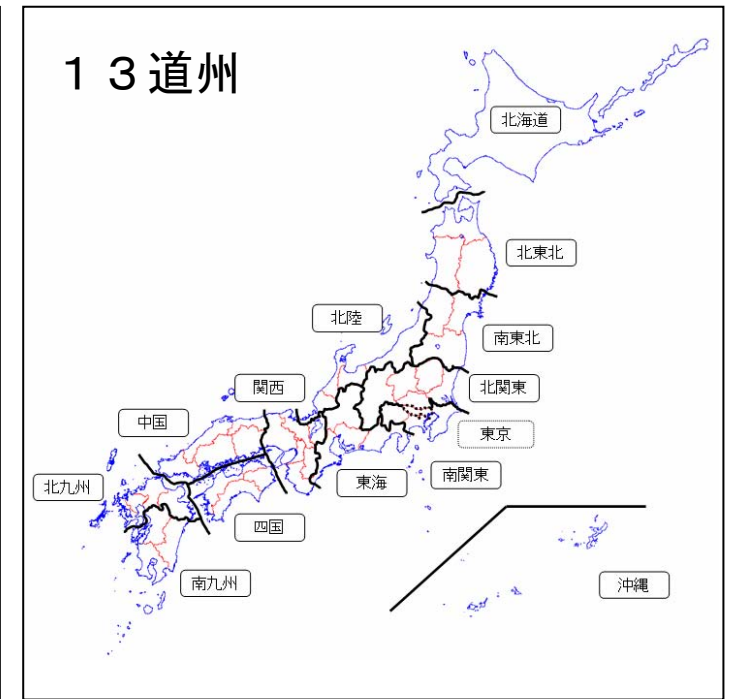 １３道州
北海道
北東北
北陸
南東北
関西
北関東
中国
東京
北九州
東海
南関東
四国
南九州
沖縄